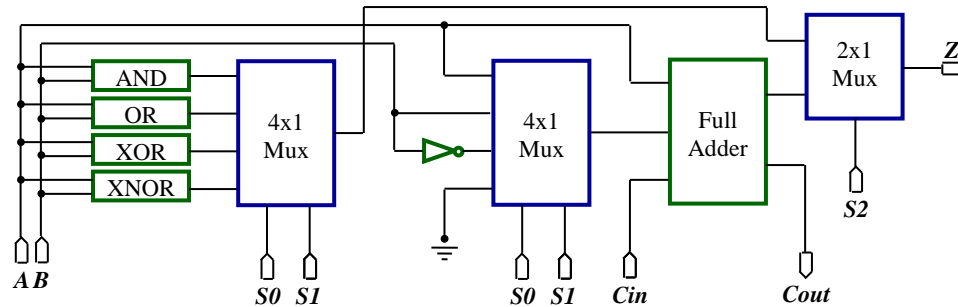 2x1
Mux
Z
AND
OR
XOR
XNOR
4x1
Mux
4x1
Mux
Full
Adder
S2
A B
S0 S1
S0 S1
Cin
Cout